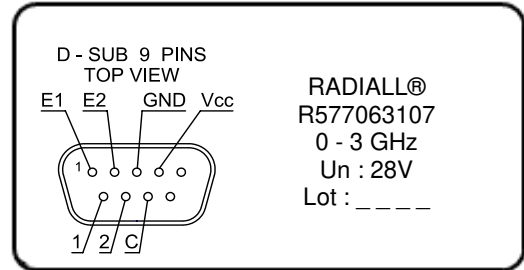 D - SUB 9 PINS
TOP VIEW
E1 E2 GND Vcc
1
1 2 C
RADIALL®
R577063107
0 - 3 GHz
Un : 28V
Lot : _ _ _ _